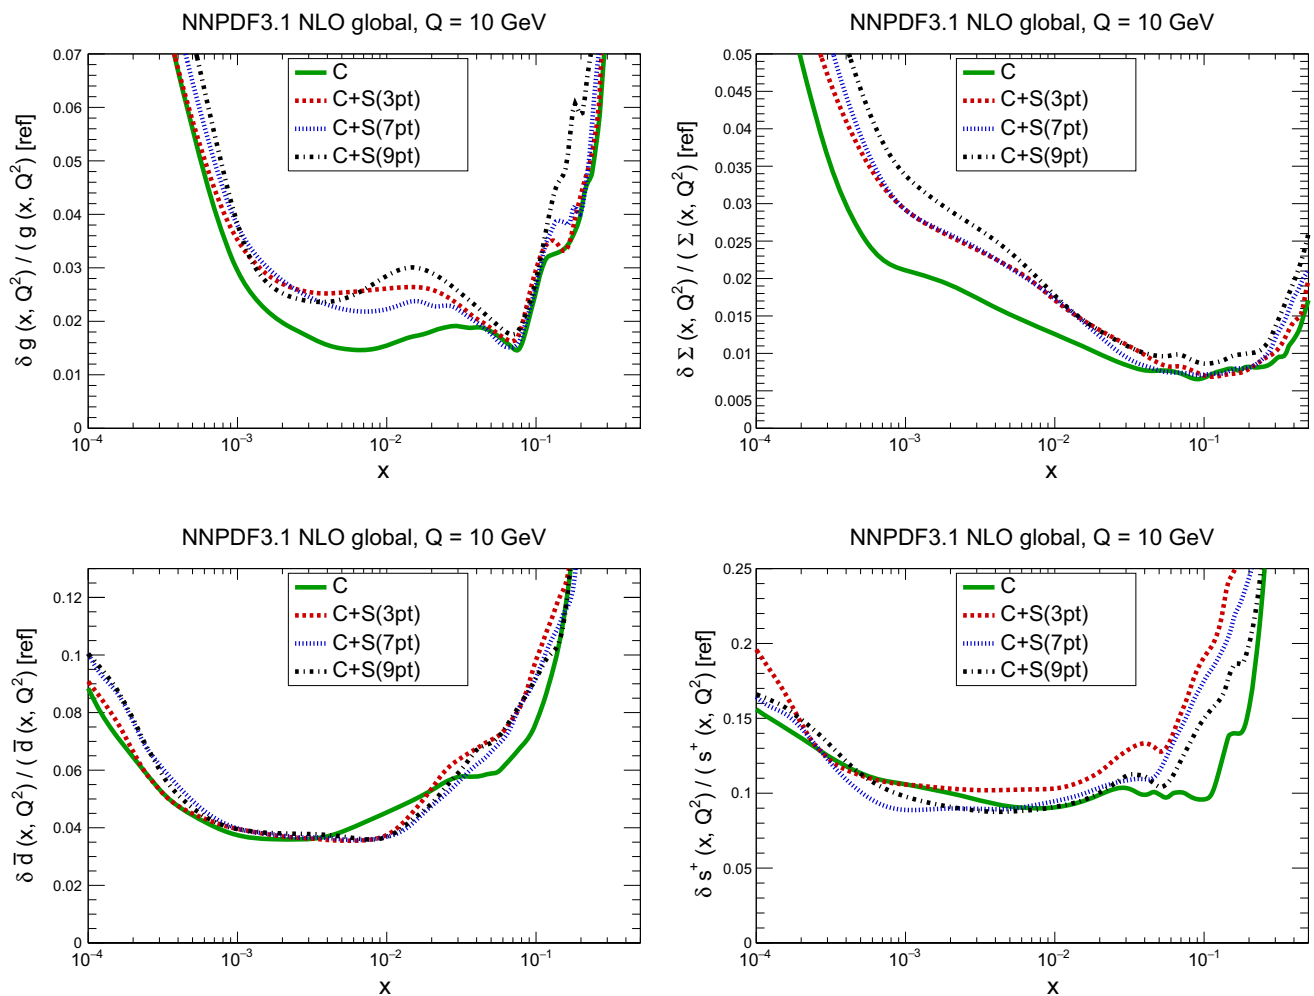 NNPDF3.1 NLO global, Q = 10 GeV
δ g (x, Q²) / ( g (x, Q²) ) [ref]
0.07
0.06
0.05
0.04
0.03
0.02
0.01
0
C
C+S(3pt)
C+S(7pt)
C+S(9pt)
10⁻⁴ 10⁻³ 10⁻² 10⁻¹
x
NNPDF3.1 NLO global, Q = 10 GeV
δ Σ (x, Q²) / ( Σ (x, Q²) ) [ref]
0.05
0.045
0.04
0.035
0.03
0.025
0.02
0.015
0.01
0.005
0
C
C+S(3pt)
C+S(7pt)
C+S(9pt)
10⁻⁴ 10⁻³ 10⁻² 10⁻¹
x
NNPDF3.1 NLO global, Q = 10 GeV
δ d̅ (x, Q²) / ( d̅ (x, Q²) ) [ref]
0.12
0.1
0.08
0.06
0.04
0.02
0
C
C+S(3pt)
C+S(7pt)
C+S(9pt)
10⁻⁴ 10⁻³ 10⁻² 10⁻¹
x
NNPDF3.1 NLO global, Q = 10 GeV
δ s⁺ (x, Q²) / ( s⁺ (x, Q²) ) [ref]
0.25
0.2
0.15
0.1
0.05
0
C
C+S(3pt)
C+S(7pt)
C+S(9pt)
10⁻⁴ 10⁻³ 10⁻² 10⁻¹
x